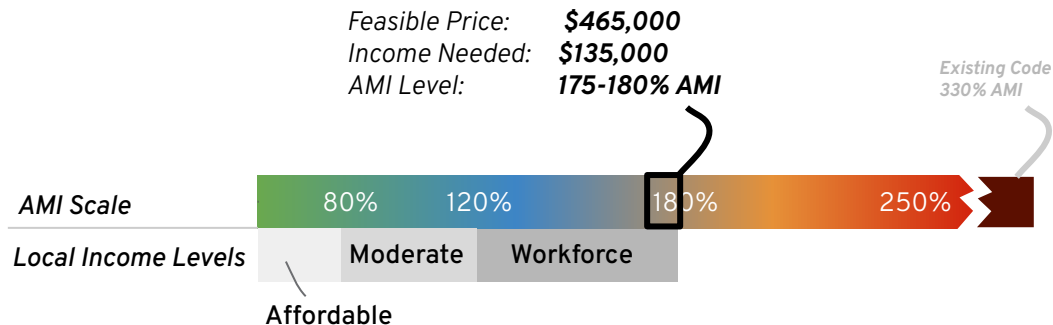 Feasible Price: $465,000
Income Needed: $135,000
AMI Level: 175-180% AMI
Existing Code
330% AMI
AMI Scale 80% 120% 180% 250%
Local Income Levels Moderate Workforce
Affordable